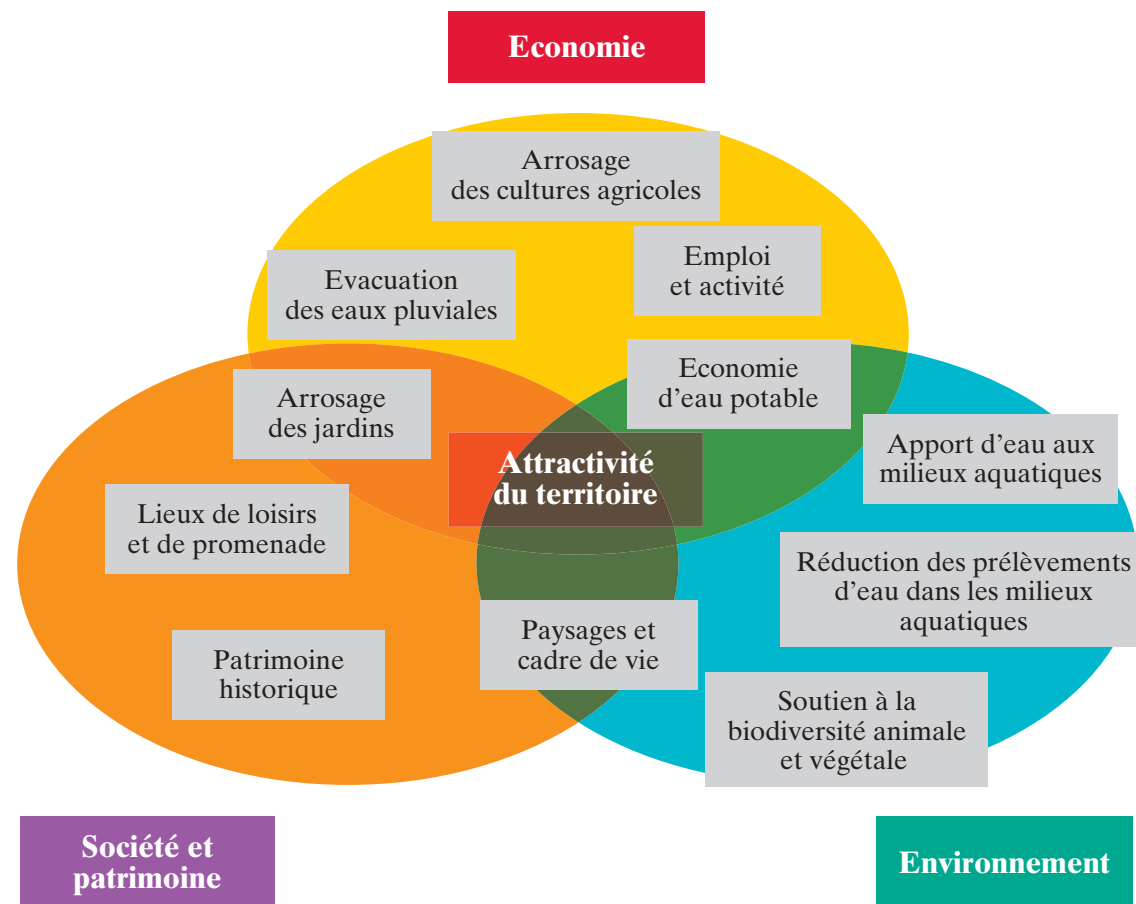 Economie
Arrosage
des cultures agricoles
Emploi
et activité
Evacuation
des eaux pluviales
Economie
d'eau potable
Arrosage
des jardins
Apport d'eau aux
milieux aquatiques
Attractivité
du territoire
Lieux de loisirs
et de promenade
Réduction des prélèvements
d'eau dans les milieux
aquatiques
Paysages et
cadre de vie
Patrimoine
historique
Soutien à la
biodiversité animale
et végétale
Société et
patrimoine
Environnement